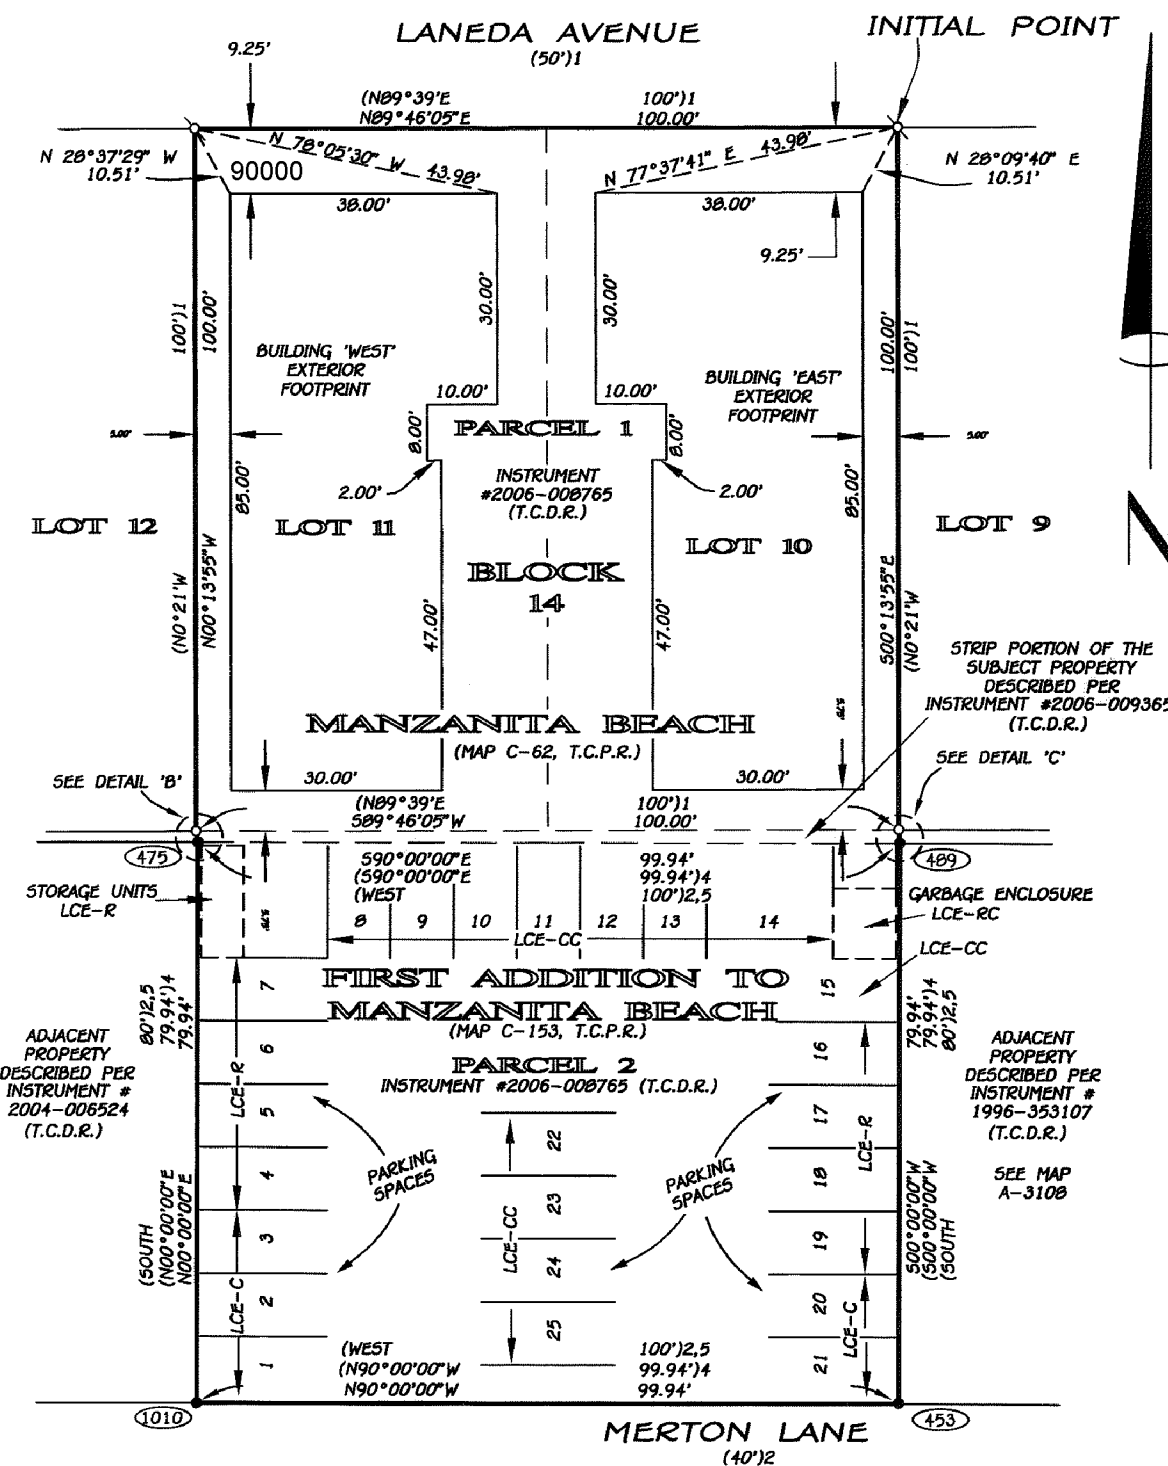 LANEDA AVENUE
(50')1
INITIAL POINT
9.25'
(N89°39'E 100')1
N89°46'05"E 100.00'
N 28°37'29" W
10.51'
90000
N 78°05'30" W 43.98'
N 77°37'41" E 43.98'
N 28°09'40" E
10.51'
38.00'
38.00'
9.25'
30.00'
30.00'
100')1
100.00'
100.00'
100')1
BUILDING 'WEST'
EXTERIOR
FOOTPRINT
BUILDING 'EAST'
EXTERIOR
FOOTPRINT
10.00'
10.00'
5.00'
8.00'
PARCEL 1
8.00'
5.00'
INSTRUMENT
#2006-008765
(T.C.D.R.)
2.00'
2.00'
85.00'
85.00'
LOT 12
LOT 11
LOT 10
LOT 9
BLOCK
14
(N0°21'W
N00°13'55"W
47.00'
47.00'
S00°13'55"E
(N0°21'W
STRIP PORTION OF THE
SUBJECT PROPERTY
DESCRIBED PER
INSTRUMENT #2006-009365
(T.C.D.R.)
MANZANITA BEACH
(MAP C-62, T.C.P.R.)
SEE DETAIL 'B'
SEE DETAIL 'C'
30.00'
30.00'
(N89°39'E 100')1
S89°46'05"W 100.00'
475
489
S90°00'00"E 99.94'
(S90°00'00"E 99.94')4
(WEST 100')2,5
STORAGE UNITS
LCE-R
GARBAGE ENCLOSURE
LCE-RC
8 9 10 11 12 13 14
LCE-CC
LCE-CC
FIRST ADDITION TO
MANZANITA BEACH
(MAP C-153, T.C.P.R.)
PARCEL 2
INSTRUMENT #2006-008765 (T.C.D.R.)
80')2,5
79.94')4
79.94'
79.94'
79.94')4
80')2,5
7
6
5
4
3
2
1
LCE-R
LCE-C
15
16
17
18
19
20
21
LCE-R
LCE-C
ADJACENT
PROPERTY
DESCRIBED PER
INSTRUMENT #
2004-006524
(T.C.D.R.)
ADJACENT
PROPERTY
DESCRIBED PER
INSTRUMENT #
1996-353107
(T.C.D.R.)
SEE MAP
A-3108
PARKING
SPACES
PARKING
SPACES
22
23
24
25
LCE-CC
(SOUTH
(N00°00'00"E
N00°00'00"E
S00°00'00"W
(S00°00'00"W
(SOUTH
(WEST 100')2,5
(N90°00'00"W 99.94')4
N90°00'00"W 99.94'
1010
453
MERTON LANE
(40')2